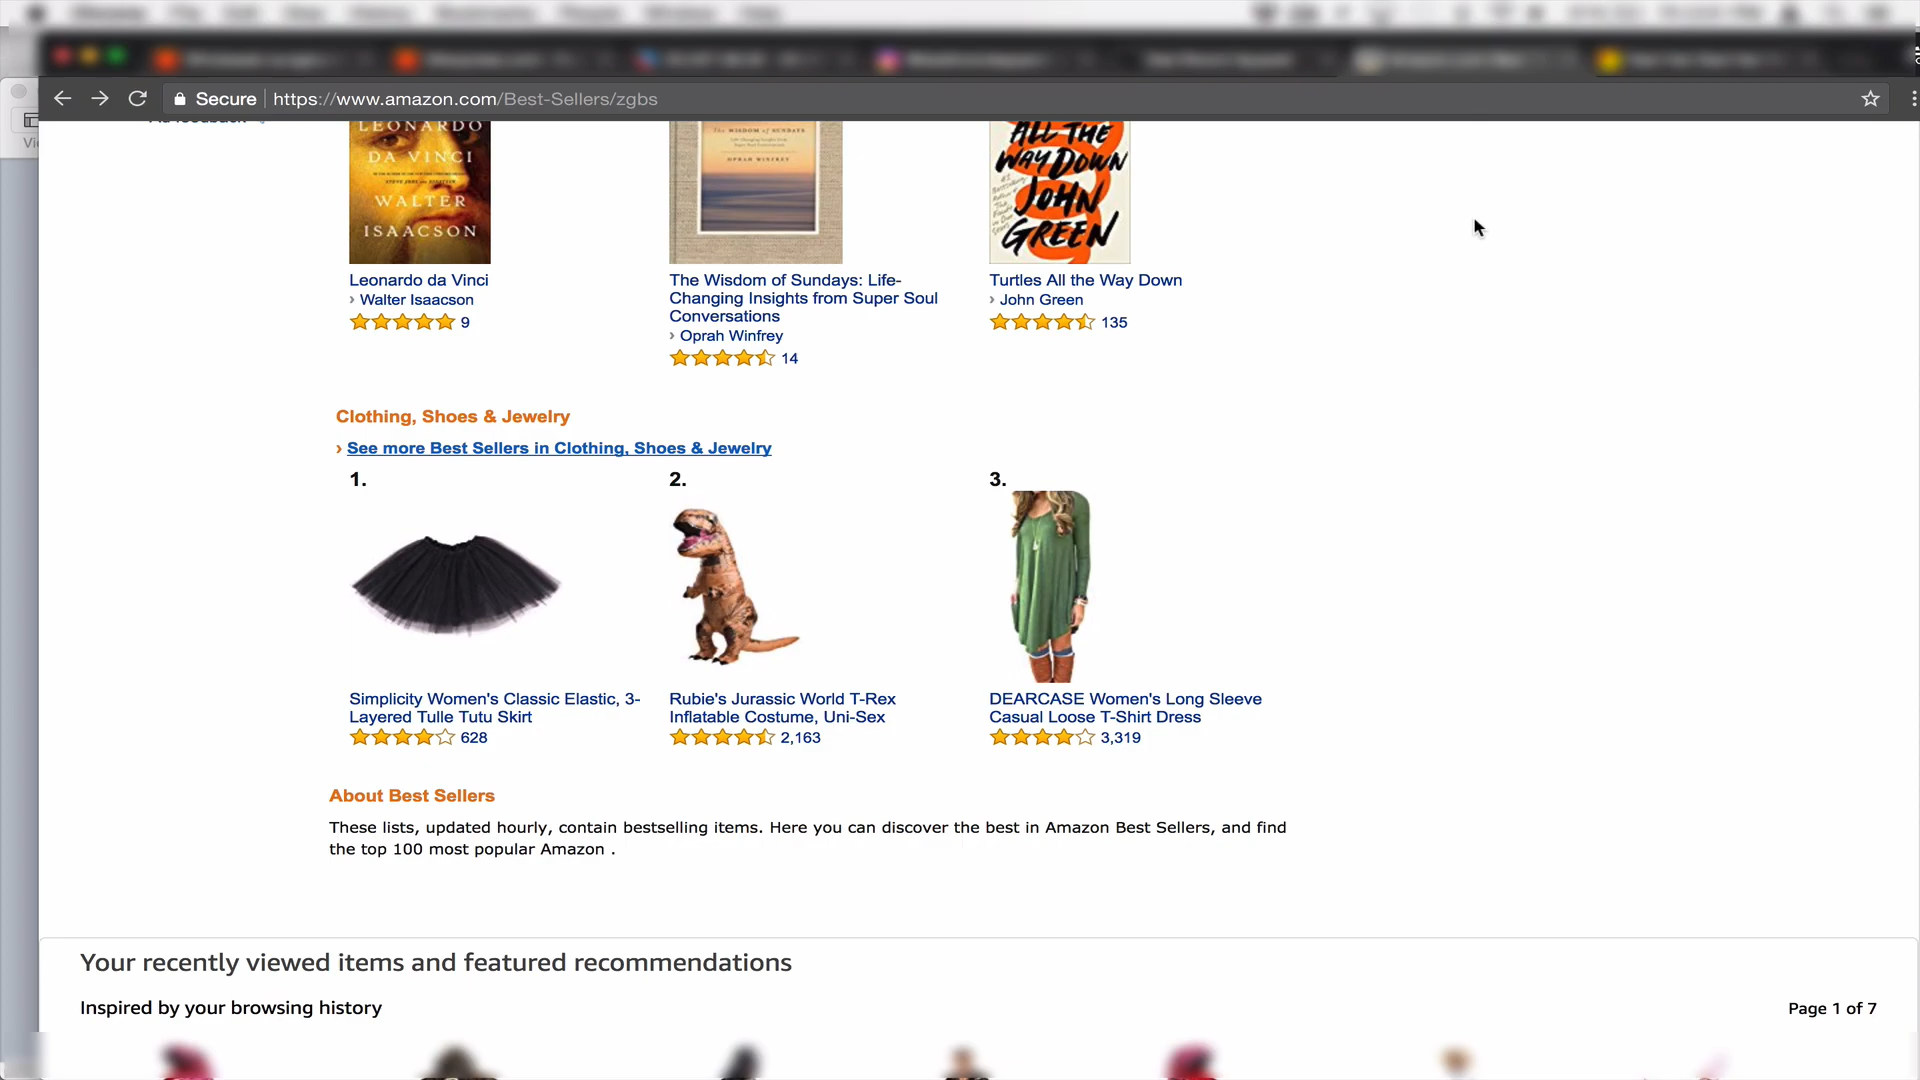 Secure
https://www.amazon.com/Best-Sellers/zgbs
LEONARDO
DA VINCI
WALTER
ISAACSON
The WISDOM of SUNDAYS
OPRAH WINFREY
ALL THE
WAY DOWN
JOHN
GREEN
Leonardo da Vinci
› Walter Isaacson
9
The Wisdom of Sundays: Life-
Changing Insights from Super Soul
Conversations
› Oprah Winfrey
14
Turtles All the Way Down
› John Green
135
Clothing, Shoes & Jewelry
› See more Best Sellers in Clothing, Shoes & Jewelry
1.
2.
3.
Simplicity Women's Classic Elastic, 3-
Layered Tulle Tutu Skirt
628
Rubie's Jurassic World T-Rex
Inflatable Costume, Uni-Sex
2,163
DEARCASE Women's Long Sleeve
Casual Loose T-Shirt Dress
3,319
About Best Sellers
These lists, updated hourly, contain bestselling items. Here you can discover the best in Amazon Best Sellers, and find
the top 100 most popular Amazon .
Your recently viewed items and featured recommendations
Inspired by your browsing history
Page 1 of 7